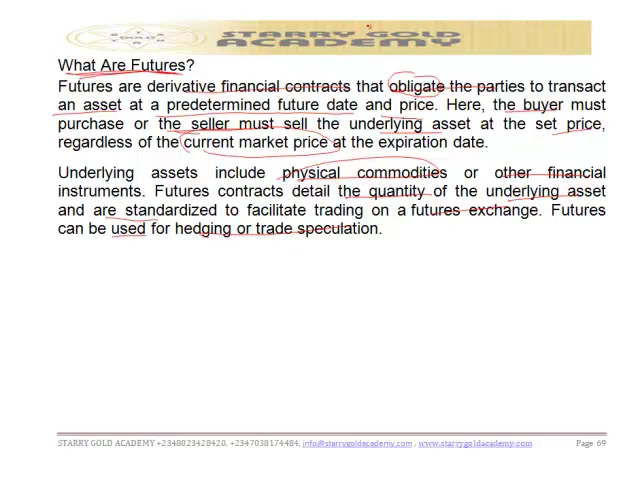 STARRY GOLD
ACADEMY
What Are Futures?
Futures are derivative financial contracts that obligate the parties to transact
an asset at a predetermined future date and price. Here, the buyer must
purchase or the seller must sell the underlying asset at the set price,
regardless of the current market price at the expiration date.
Underlying assets include physical commodities or other financial
instruments. Futures contracts detail the quantity of the underlying asset
and are standardized to facilitate trading on a futures exchange. Futures
can be used for hedging or trade speculation.
STARRY GOLD ACADEMY +2348023428420, +2347038174484, info@starrygoldacademy.com , www.starrygoldacademy.com Page 69